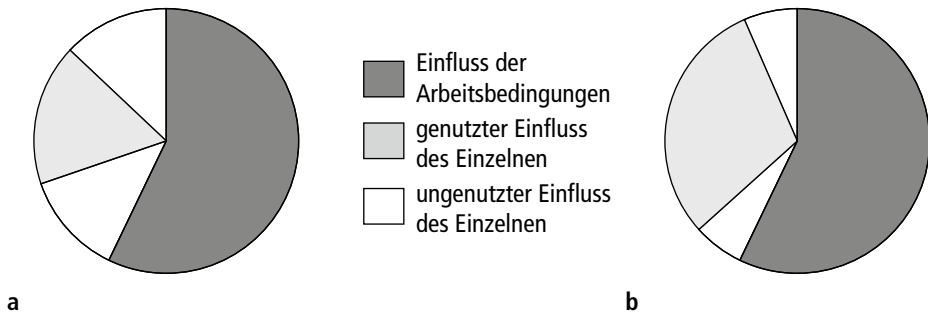 Einfluss der
Arbeitsbedingungen
genutzter Einfluss
des Einzelnen
ungenutzter Einfluss
des Einzelnen
a
b